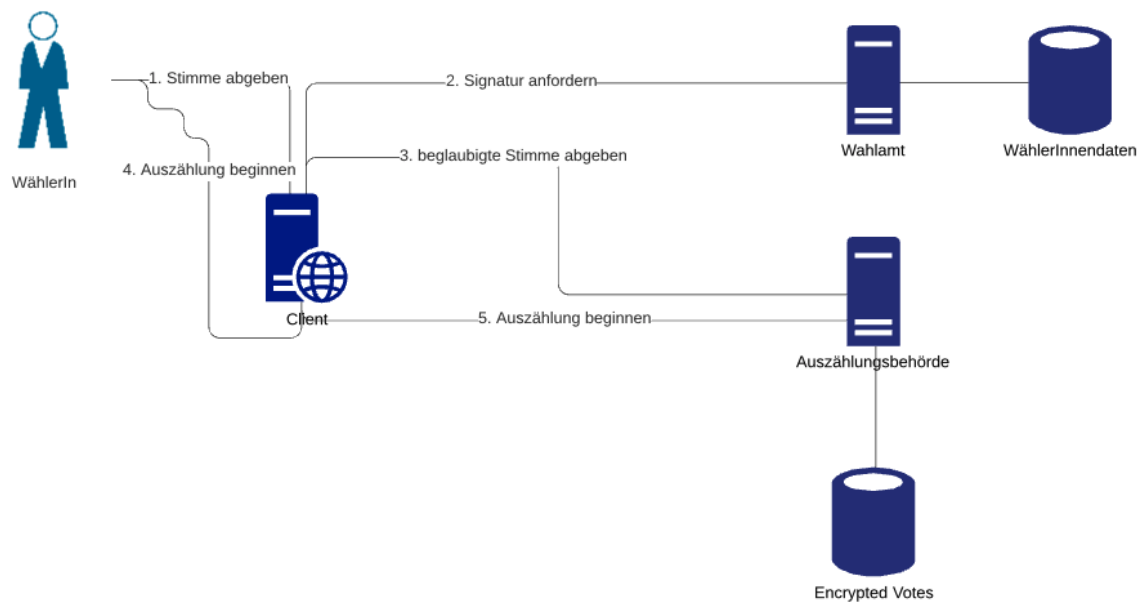 1. Stimme abgeben
2. Signatur anfordern
Wahlamt
WählerInnendaten
3. beglaubigte Stimme abgeben
4. Auszählung beginnen
WählerIn
Client
5. Auszählung beginnen
Auszählungsbehörde
Encrypted Votes